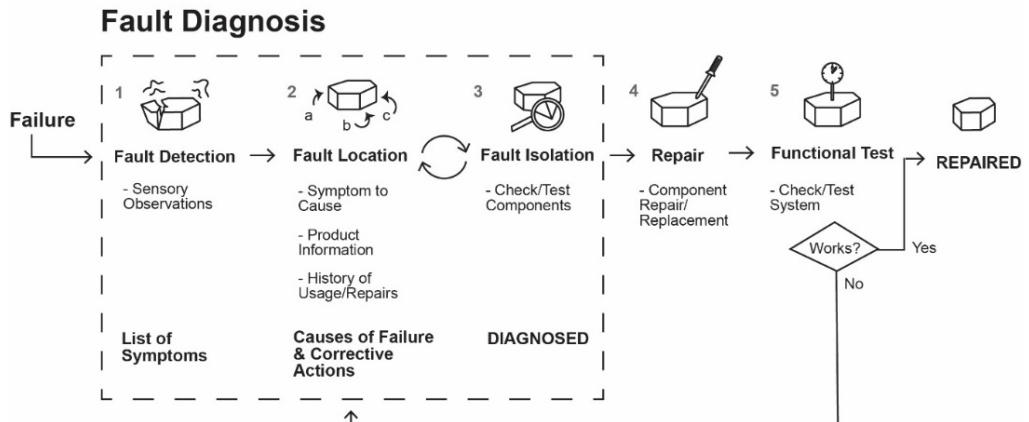 Fault Diagnosis
Failure
1
Fault Detection
- Sensory
Observations
List of
Symptoms
2
a
b
c
Fault Location
- Symptom to
Cause
- Product
Information
- History of
Usage/Repairs
Causes of Failure
& Corrective
Actions
3
Fault Isolation
- Check/Test
Components
DIAGNOSED
4
Repair
- Component
Repair/
Replacement
5
Functional Test
- Check/Test
System
Works?
Yes
No
REPAIRED